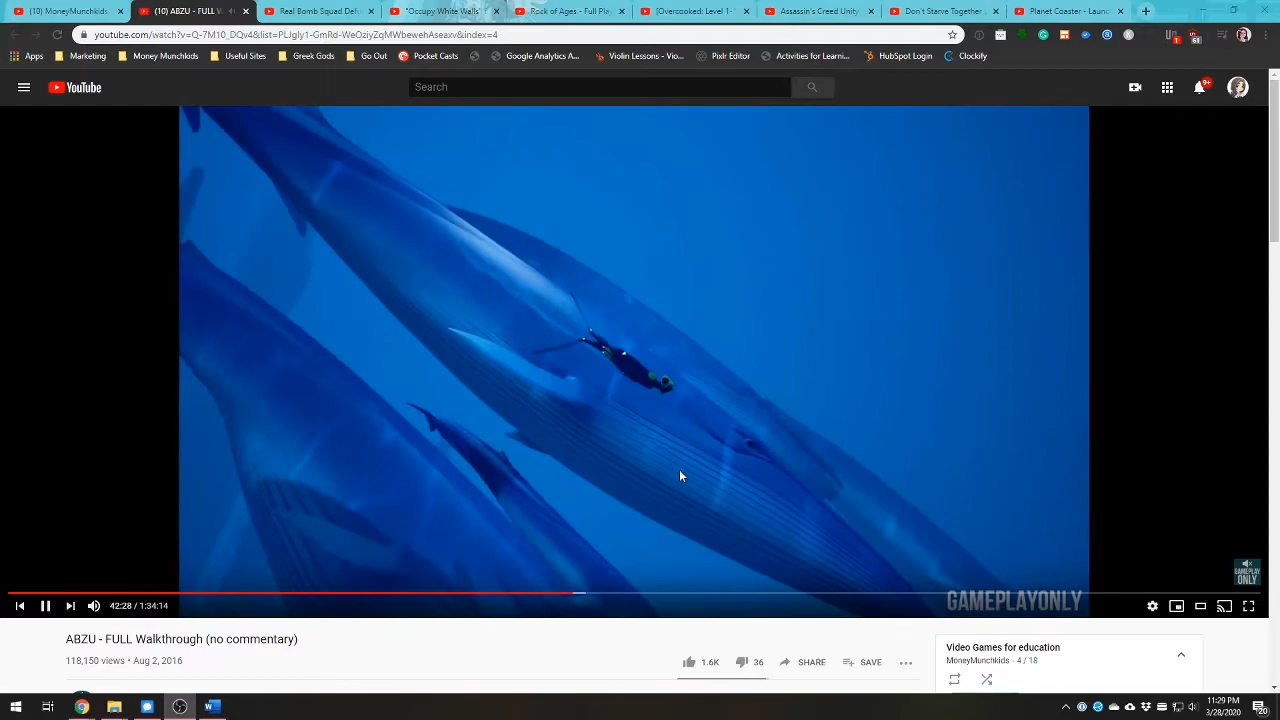 (10) MoneyMunchkids
(10) ABZU - FULL W
Real Bomb Squad Defu
"Occupy White Walls"
Rock of Ages - Full Pla
[Overcooked: Level 1-
Assassin's Creed Unity
Don't Starve Together
Planet Coaster - Launc
youtube.com/watch?v=Q-7M10_DQv4&list=PLJgIy1-GmRd-WeOziyZqMWbewehAseaxv&index=4
Apps
Marketing
Money Munchkids
Useful Sites
Greek Gods
Go Out
Pocket Casts
Google Analytics A...
Violin Lessons - Vio...
Pixlr Editor
Activities for Learni...
HubSpot Login
Clockify
YouTube
Search
9+
GAMEPLAY
ONLY
GAMEPLAYONLY
42:28 / 1:34:14
ABZU - FULL Walkthrough (no commentary)
118,150 views • Aug 2, 2016
1.6K
36
SHARE
SAVE
Video Games for education
MoneyMunchkids - 4 / 18
11:29 PM
3/28/2020
20